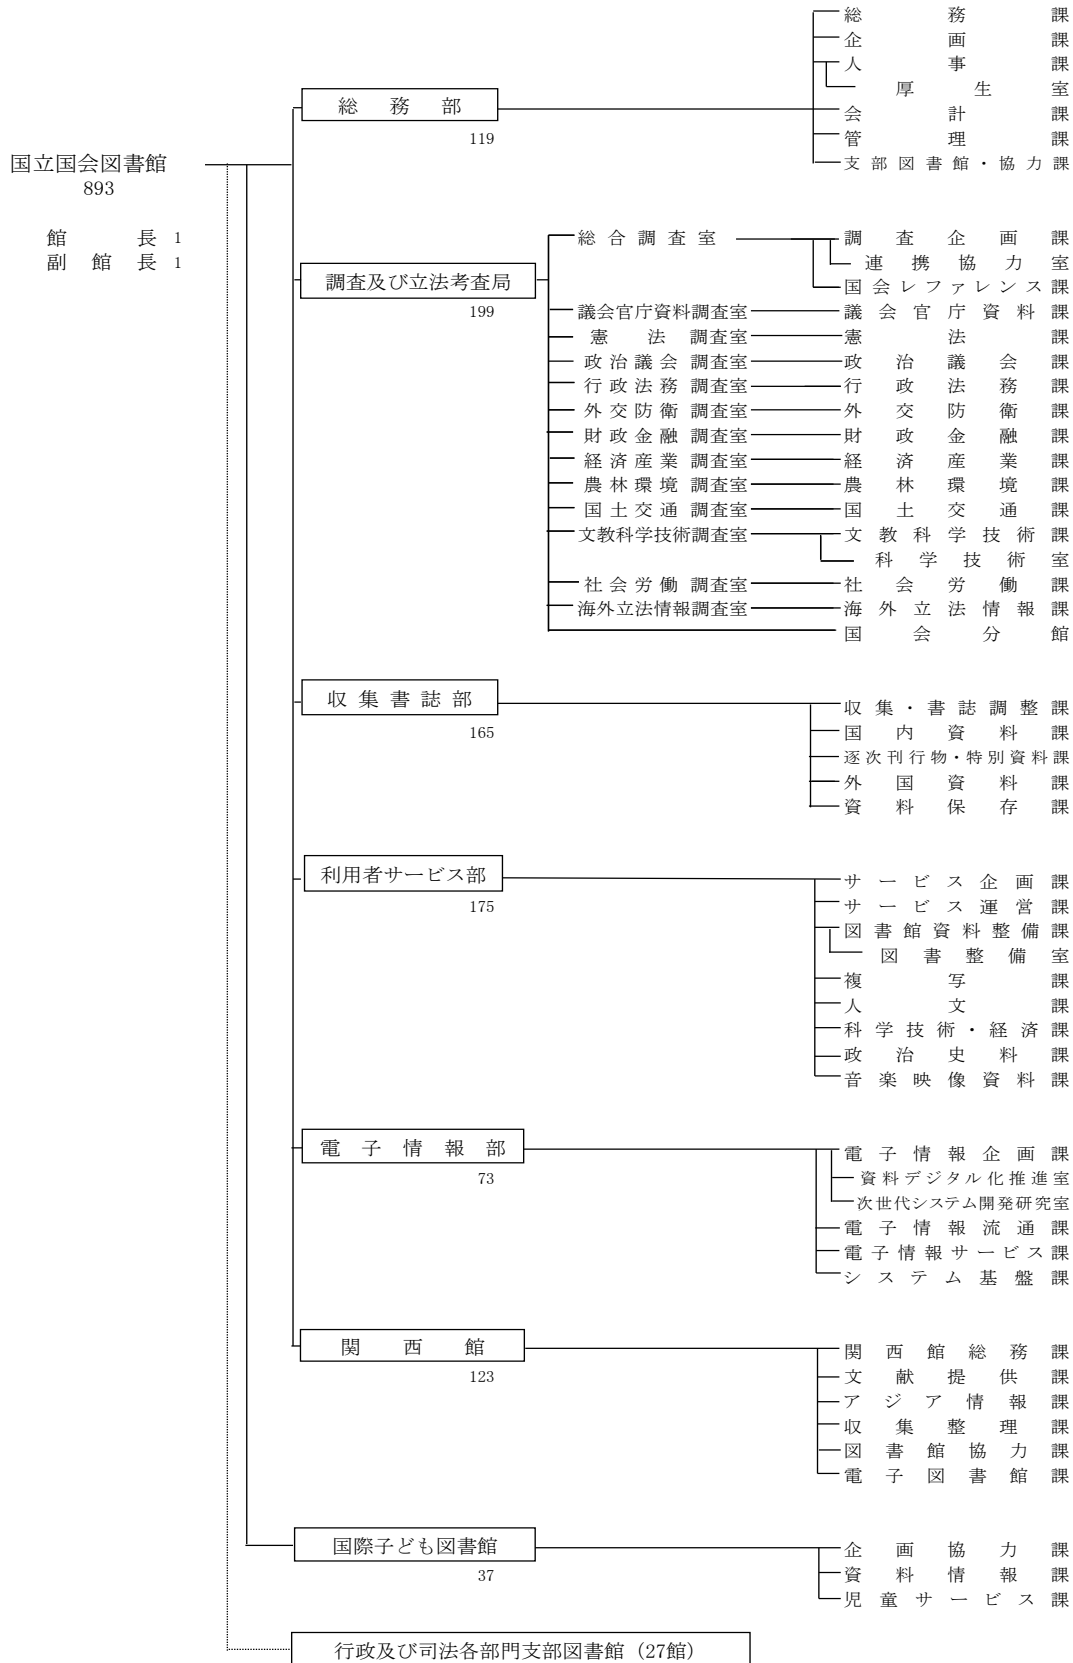 国立国会図書館
893
館長 1
副館長 1
総務部
119
総務課
企画課
人事課
厚生室
会計課
管理課
支部図書館・協力課
調査及び立法考査局
199
総合調査室 調査企画課
連携協力室
国会レファレンス課
議会官庁資料調査室 議会官庁資料課
憲法調査室 憲法課
政治議会調査室 政治議会課
行政法務調査室 行政法務課
外交防衛調査室 外交防衛課
財政金融調査室 財政金融課
経済産業調査室 経済産業課
農林環境調査室 農林環境課
国土交通調査室 国土交通課
文教科学技術調査室 文教科学技術課
科学技術室
社会労働調査室 社会労働課
海外立法情報調査室 海外立法情報課
国会分館
収集書誌部
165
収集・書誌調整課
国内資料課
逐次刊行物・特別資料課
外国資料課
資料保存課
利用者サービス部
175
サービス企画課
サービス運営課
図書館資料整備課
図書整備室
複写課
人文課
科学技術・経済課
政治史料課
音楽映像資料課
電子情報部
73
電子情報企画課
資料デジタル化推進室
次世代システム開発研究室
電子情報流通課
電子情報サービス課
システム基盤課
関西館
123
関西館総務課
文献提供課
アジア情報課
収集整理課
図書館協力課
電子図書館課
国際子ども図書館
37
企画協力課
資料情報課
児童サービス課
行政及び司法各部門支部図書館（27館）